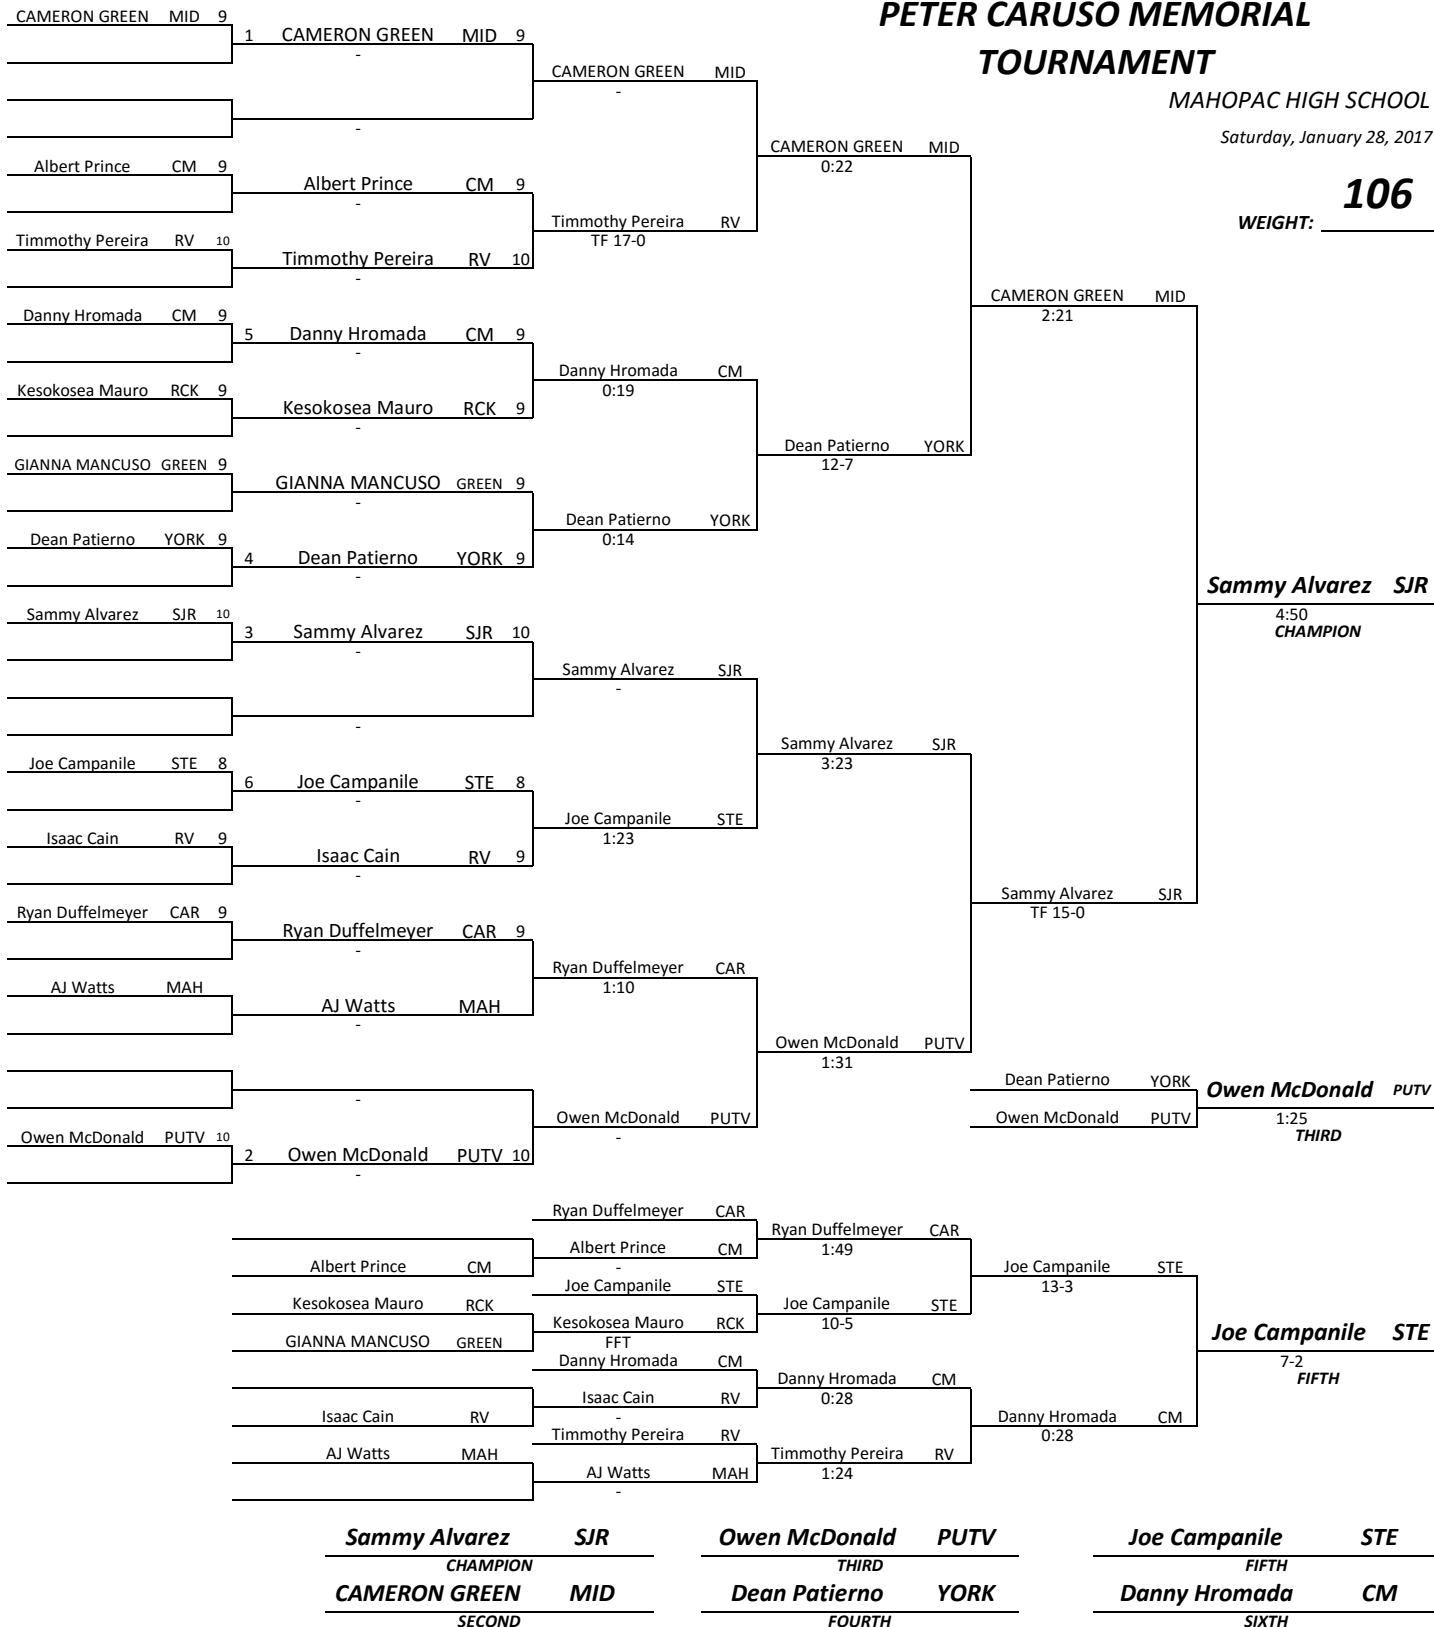 PETER CARUSO MEMORIAL
TOURNAMENT
MAHOPAC HIGH SCHOOL
Saturday, January 28, 2017
WEIGHT: 106
CAMERON GREEN MID 9
Albert Prince CM 9
Timmothy Pereira RV 10
Danny Hromada CM 9
Kesokosea Mauro RCK 9
GIANNA MANCUSO GREEN 9
Dean Patierno YORK 9
Sammy Alvarez SJR 10
Joe Campanile STE 8
Isaac Cain RV 9
Ryan Duffelmeyer CAR 9
AJ Watts MAH
Owen McDonald PUTV 10
1 CAMERON GREEN MID 9
-
-
Albert Prince CM 9
-
Timmothy Pereira RV 10
-
5 Danny Hromada CM 9
-
Kesokosea Mauro RCK 9
-
GIANNA MANCUSO GREEN 9
-
4 Dean Patierno YORK 9
-
3 Sammy Alvarez SJR 10
-
-
6 Joe Campanile STE 8
-
Isaac Cain RV 9
-
Ryan Duffelmeyer CAR 9
-
AJ Watts MAH
-
-
2 Owen McDonald PUTV 10
-
CAMERON GREEN MID
-
Timmothy Pereira RV
TF 17-0
Danny Hromada CM
0:19
Dean Patierno YORK
0:14
Sammy Alvarez SJR
-
Joe Campanile STE
1:23
Ryan Duffelmeyer CAR
1:10
Owen McDonald PUTV
-
CAMERON GREEN MID
0:22
Dean Patierno YORK
12-7
Sammy Alvarez SJR
3:23
Owen McDonald PUTV
1:31
CAMERON GREEN MID
2:21
Sammy Alvarez SJR
TF 15-0
Sammy Alvarez SJR
4:50
CHAMPION
Dean Patierno YORK
Owen McDonald PUTV
Owen McDonald PUTV
1:25
THIRD
Albert Prince CM
Kesokosea Mauro RCK
GIANNA MANCUSO GREEN
Isaac Cain RV
AJ Watts MAH
Ryan Duffelmeyer CAR
Albert Prince CM
-
Joe Campanile STE
Kesokosea Mauro RCK
FFT
Danny Hromada CM
Isaac Cain RV
-
Timmothy Pereira RV
AJ Watts MAH
-
Ryan Duffelmeyer CAR
1:49
Joe Campanile STE
10-5
Danny Hromada CM
0:28
Timmothy Pereira RV
1:24
Joe Campanile STE
13-3
Danny Hromada CM
0:28
Joe Campanile STE
7-2
FIFTH
Sammy Alvarez SJR Owen McDonald PUTV Joe Campanile STE
CHAMPION THIRD FIFTH
CAMERON GREEN MID Dean Patierno YORK Danny Hromada CM
SECOND FOURTH SIXTH